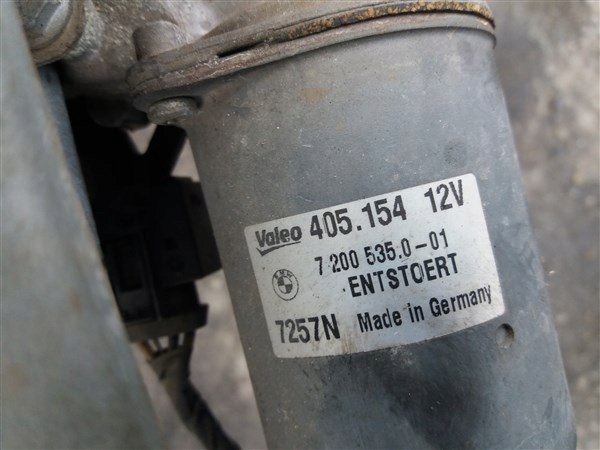 Valeo 405.154 12V
7 200 535.0-01
ENTSTOERT
7257N Made in Germany